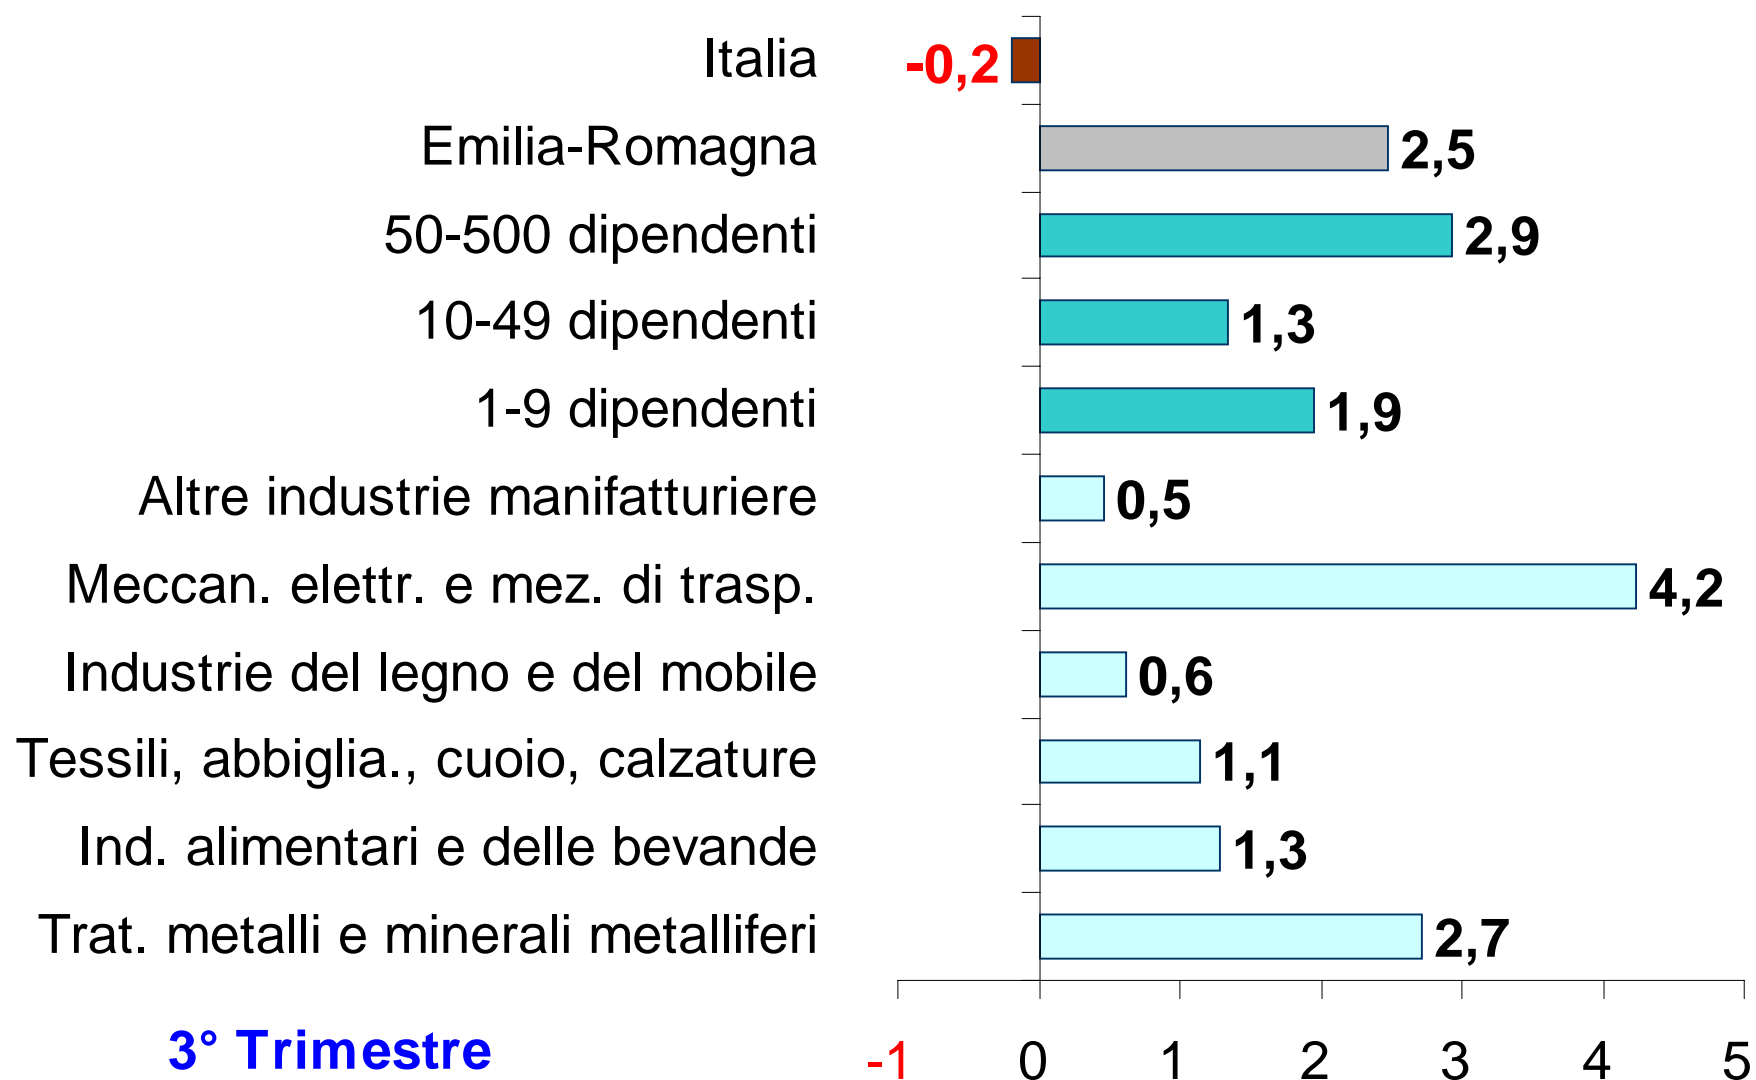 Italia -0,2
Emilia-Romagna 2,5
50-500 dipendenti 2,9
10-49 dipendenti 1,3
1-9 dipendenti 1,9
Altre industrie manifatturiere 0,5
Meccan. elettr. e mez. di trasp. 4,2
Industrie del legno e del mobile 0,6
Tessili, abbiglia., cuoio, calzature 1,1
Ind. alimentari e delle bevande 1,3
Trat. metalli e minerali metalliferi 2,7
3° Trimestre -1 0 1 2 3 4 5